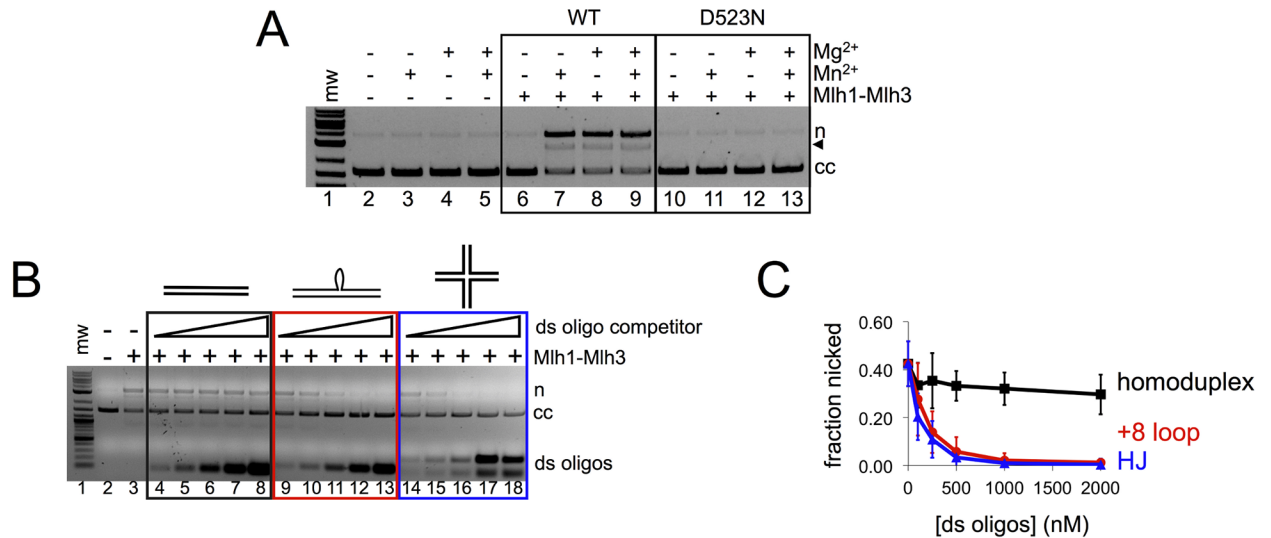 A
WT D523N
- - + + - - + + - - + + Mg2+
- + - + - + - + - + - + Mn2+
- - - - + + + + + + + + Mlh1-Mlh3
mw
n
cc
1 2 3 4 5 6 7 8 9 10 11 12 13
B
mw
- - ds oligo competitor
- + + + + + + + + + + + + + + + + Mlh1-Mlh3
n
cc
ds oligos
1 2 3 4 5 6 7 8 9 10 11 12 13 14 15 16 17 18
C
fraction nicked
0.60
0.40
0.20
0.00
0 500 1000 1500 2000
[ds oligos] (nM)
homoduplex
+8 loop
HJ